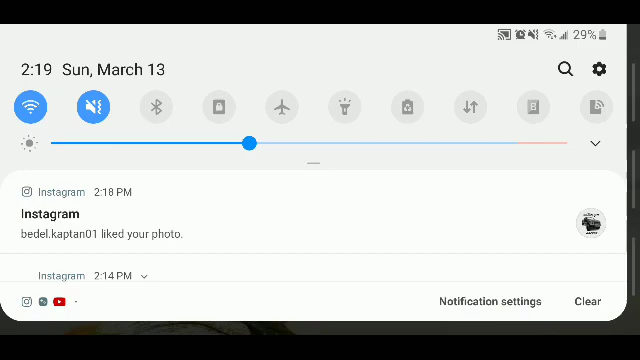 29%
2:19 Sun, March 13
Instagram 2:18 PM
Instagram
bedel.kaptan01 liked your photo.
Instagram 2:14 PM
Notification settings Clear